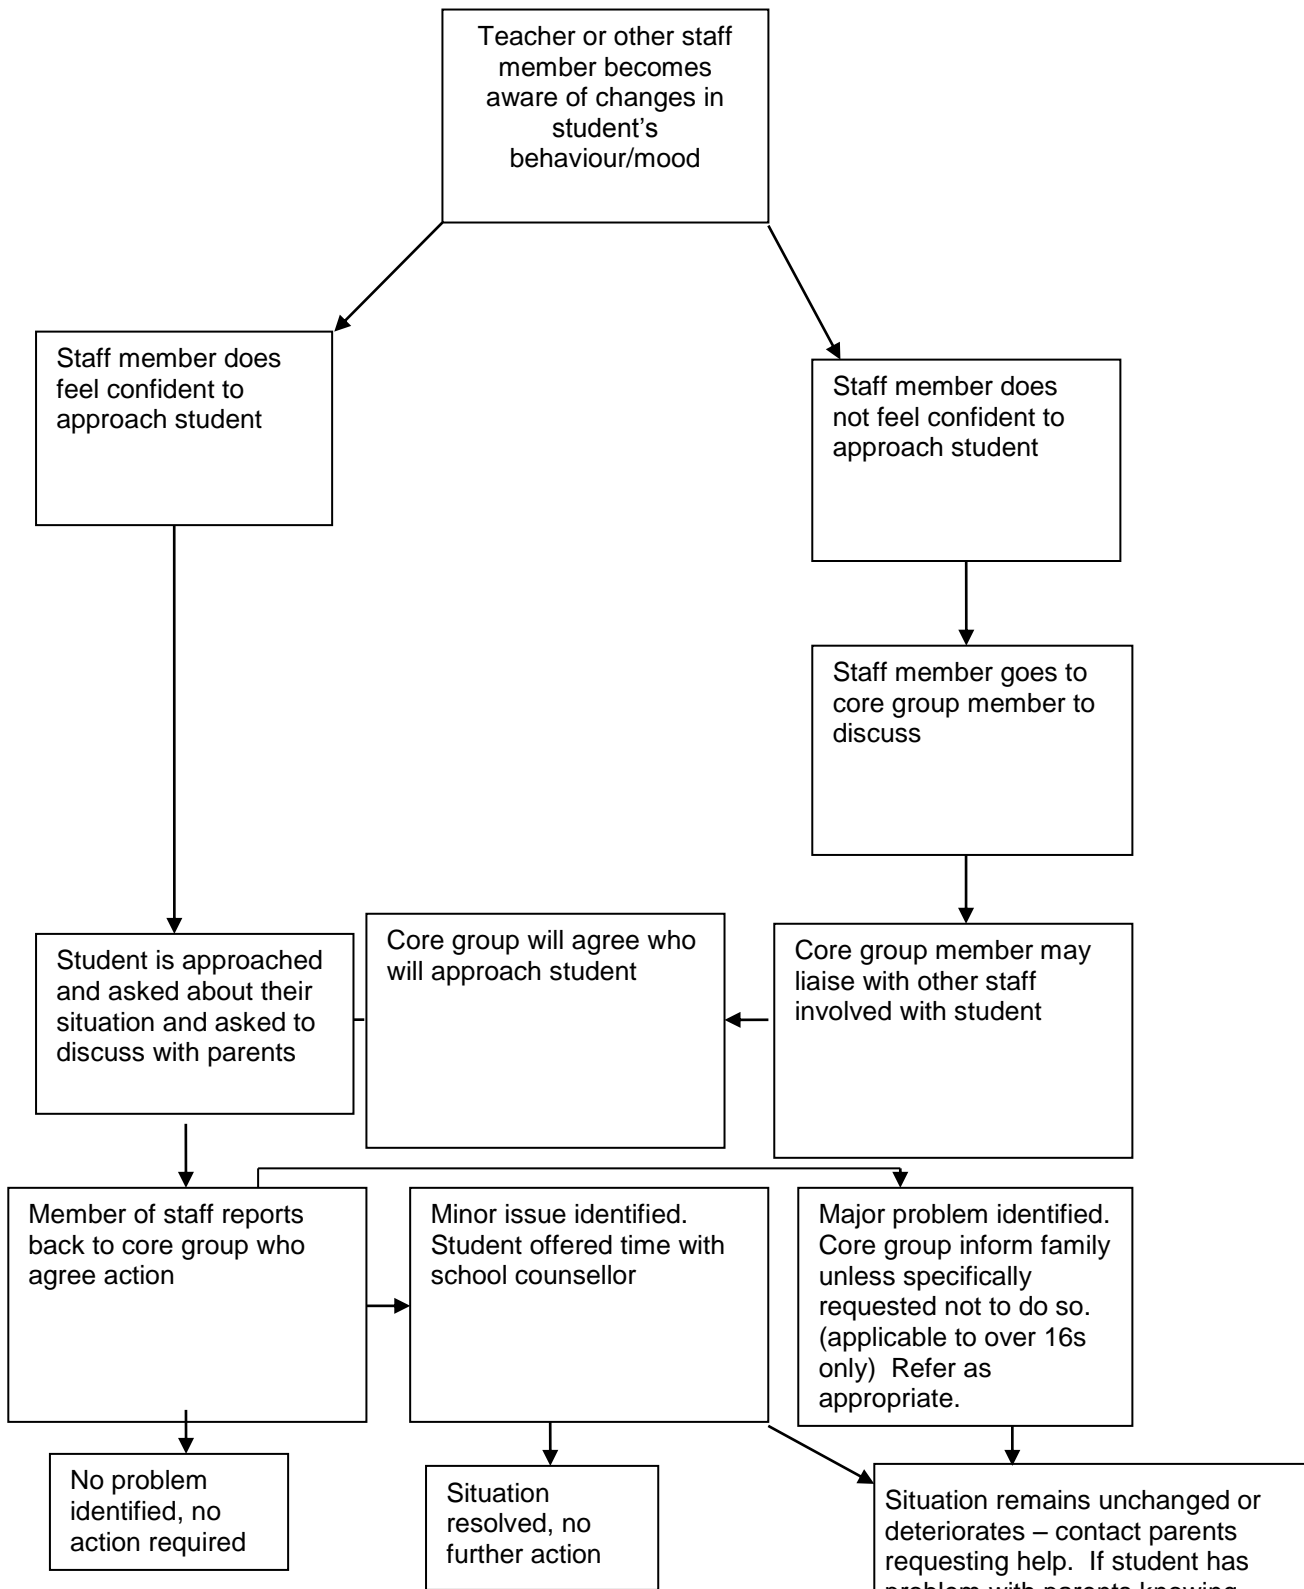 Teacher or other staff
member becomes
aware of changes in
student’s
behaviour/mood
Staff member does
feel confident to
approach student
Staff member does
not feel confident to
approach student
Staff member goes to
core group member to
discuss
Student is approached
and asked about their
situation and asked to
discuss with parents
Core group will agree who
will approach student
Core group member may
liaise with other staff
involved with student
Member of staff reports
back to core group who
agree action
Minor issue identified.
Student offered time with
school counsellor
Major problem identified.
Core group inform family
unless specifically
requested not to do so.
(applicable to over 16s
only)  Refer as
appropriate.
No problem
identified, no
action required
Situation
resolved, no
further action
Situation remains unchanged or
deteriorates – contact parents
requesting help.  If student has
problem with parents knowing